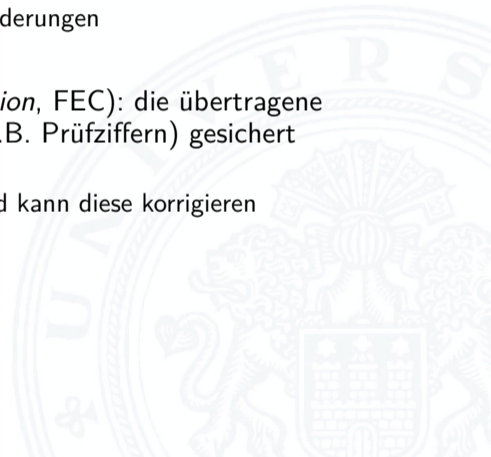 derungen
ion, FEC): die übertragene
.B. Prüfziffern) gesichert
d kann diese korrigieren
U N I V E R S